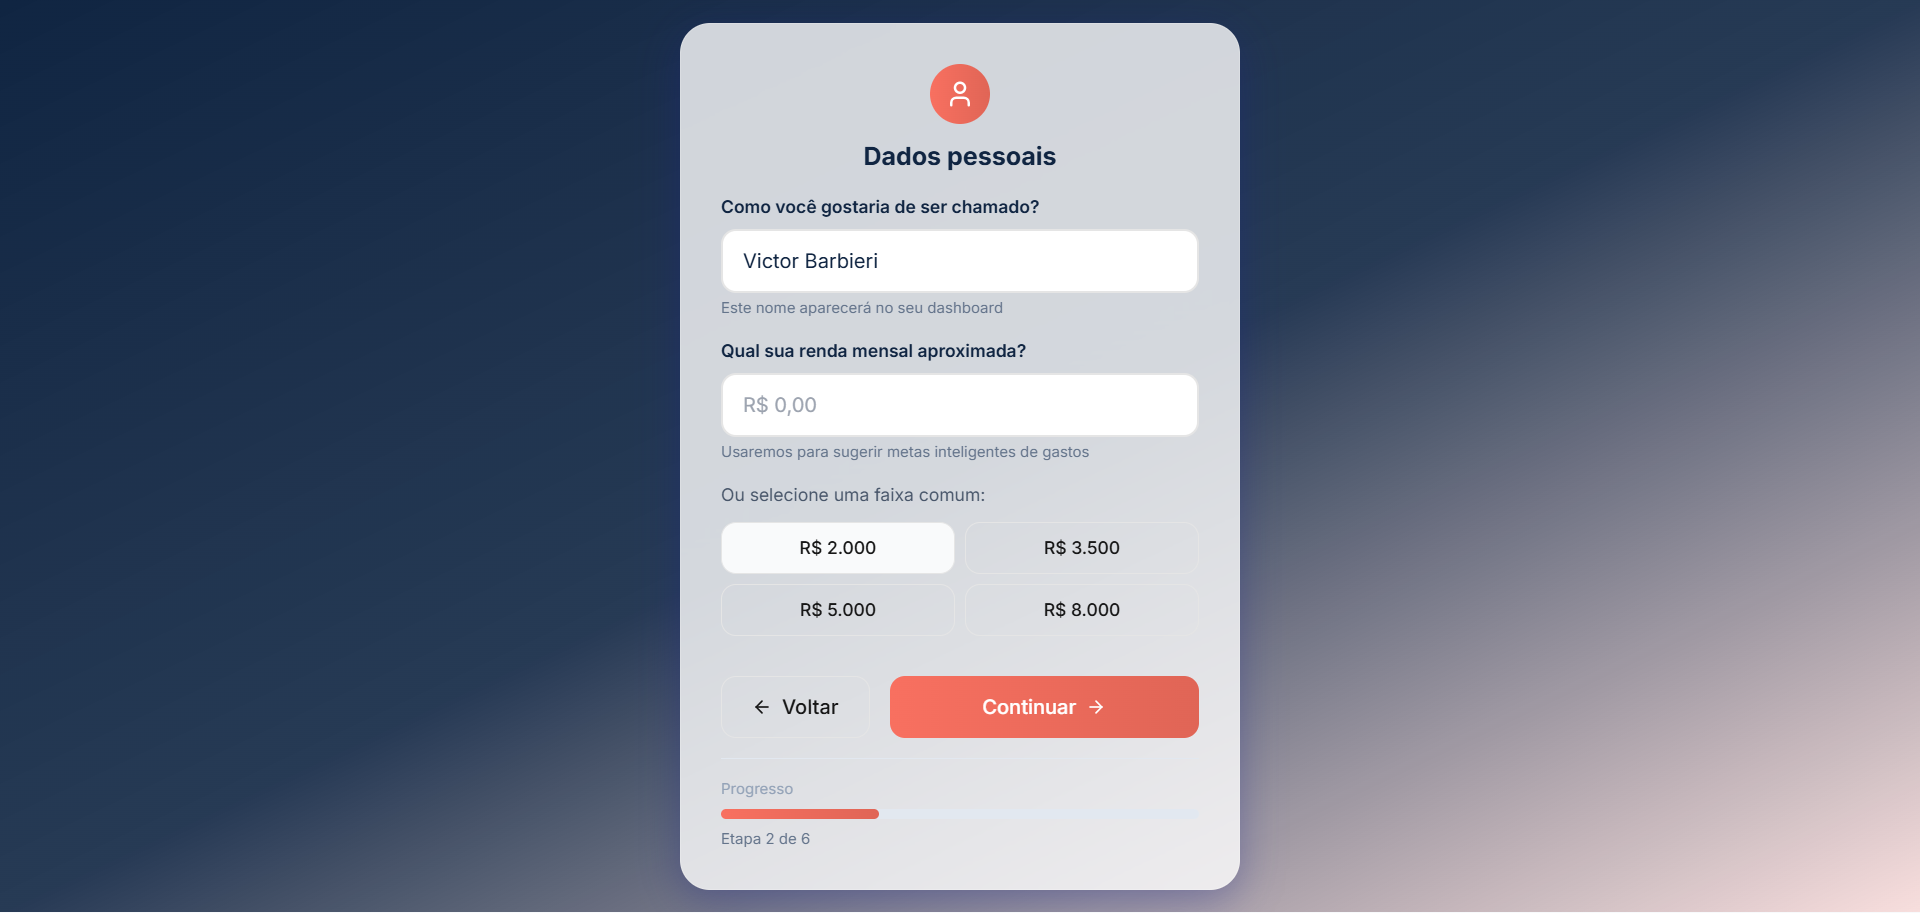 Dados pessoais
Como você gostaria de ser chamado?
Victor Barbieri
Este nome aparecerá no seu dashboard
Qual sua renda mensal aproximada?
R$ 0,00
Usaremos para sugerir metas inteligentes de gastos
Ou selecione uma faixa comum:
R$ 2.000
R$ 3.500
R$ 5.000
R$ 8.000
Voltar
Continuar
Progresso
Etapa 2 de 6